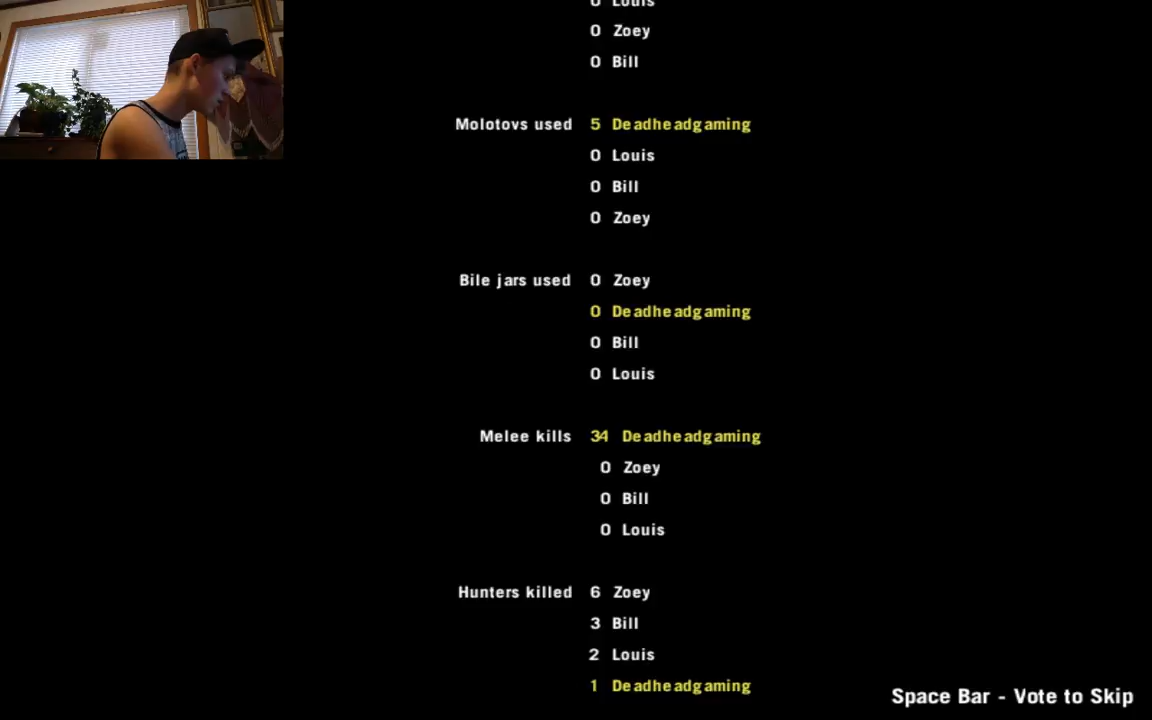 0 Louis
0 Zoey
0 Bill
Molotovs used 5 Deadheadgaming
0 Louis
0 Bill
0 Zoey
Bile jars used 0 Zoey
0 Deadheadgaming
0 Bill
0 Louis
Melee kills 34 Deadheadgaming
0 Zoey
0 Bill
0 Louis
Hunters killed 6 Zoey
3 Bill
2 Louis
1 Deadheadgaming
Space Bar - Vote to Skip